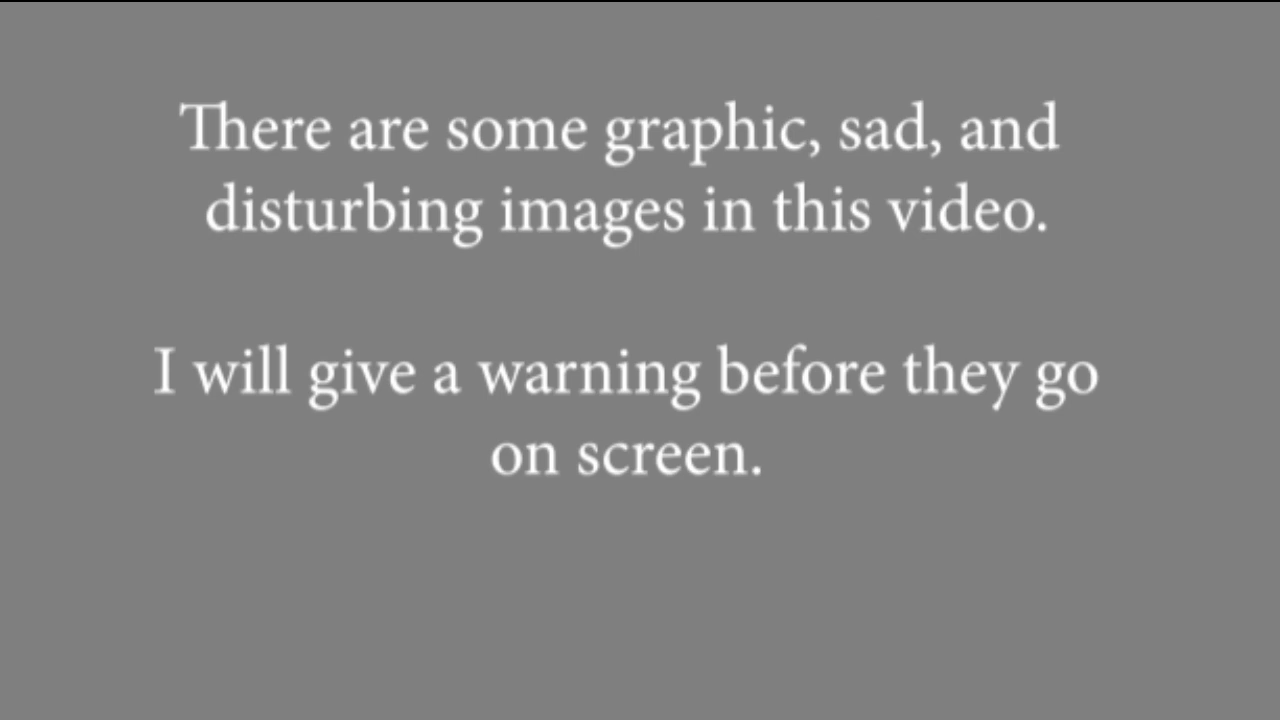 There are some graphic, sad, and
disturbing images in this video.
I will give a warning before they go
on screen.